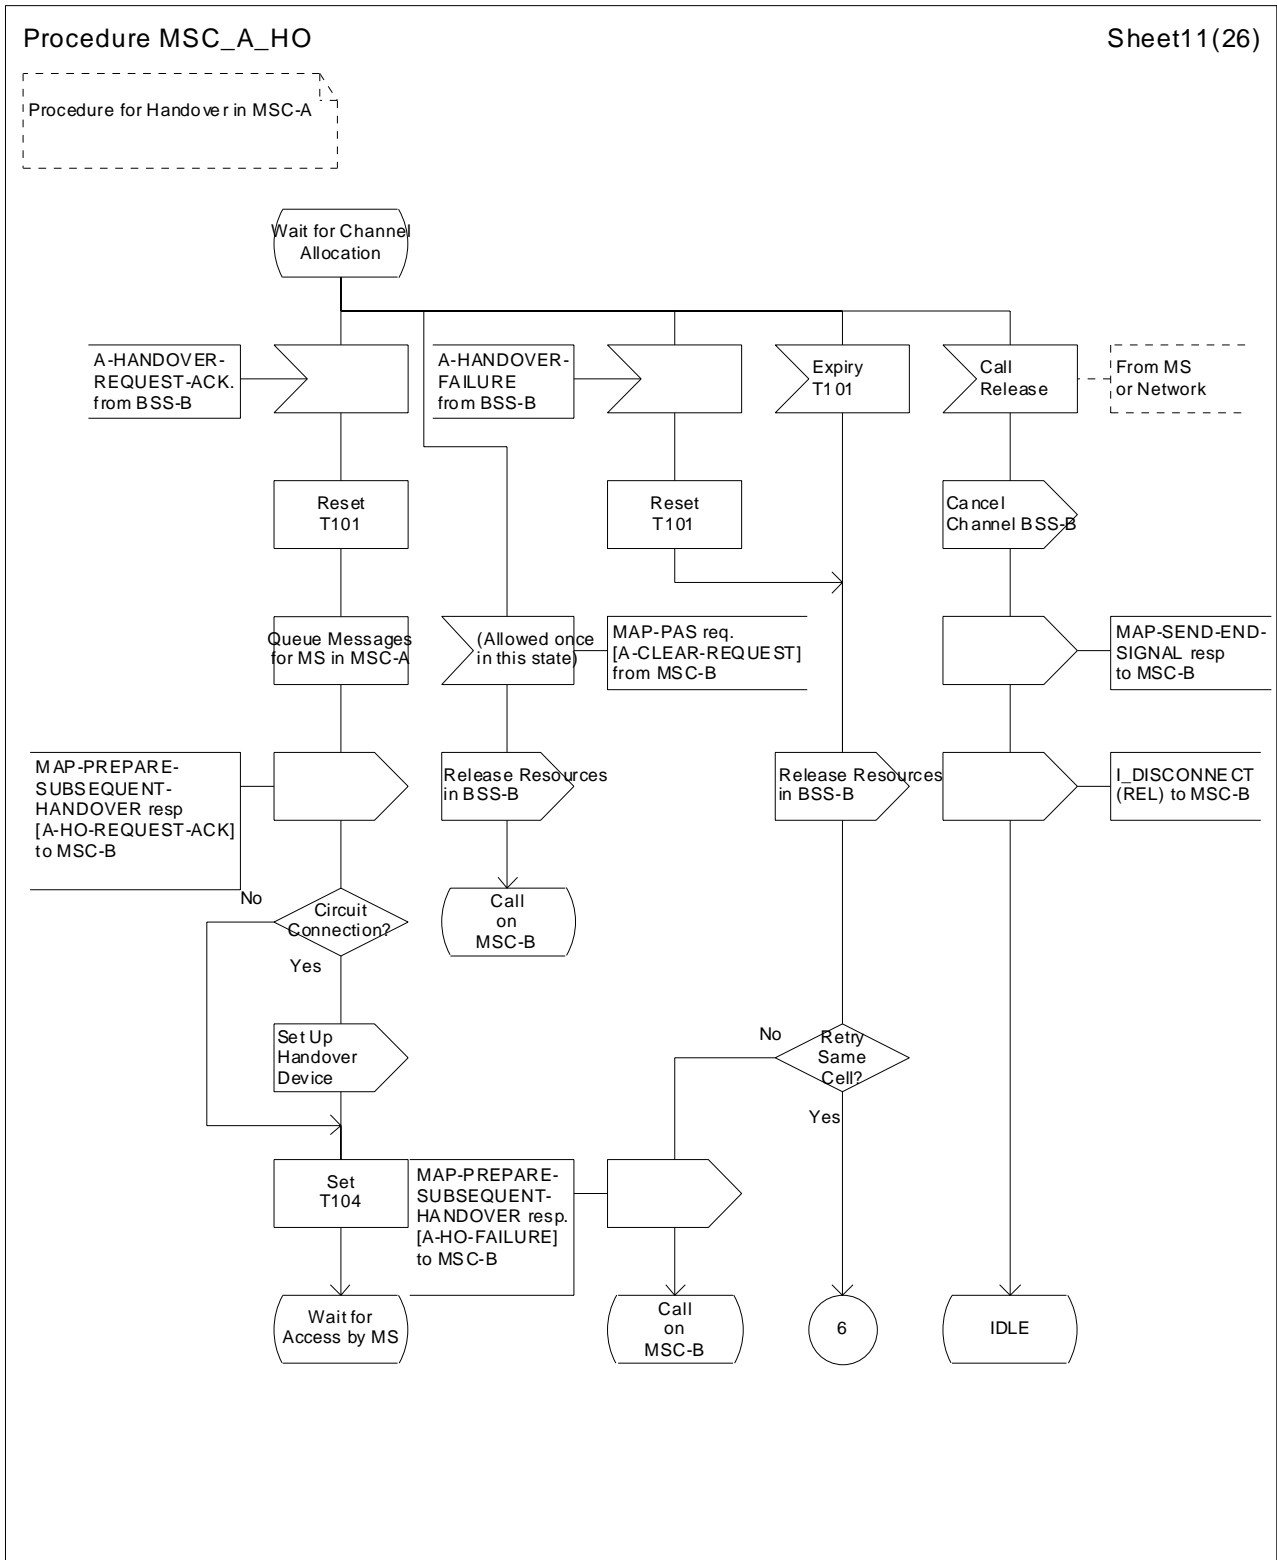 Procedure MSC_A_HO
Sheet11(26)
Procedure for Handover in MSC-A
Wait for Channel
Allocation
A-HANDOVER-
REQUEST-ACK.
from BSS-B
A-HANDOVER-
FAILURE
from BSS-B
Expiry
T101
Call
Release
From MS
or Network
Reset
T101
Reset
T101
Cancel
Channel BSS-B
Queue Messages
for MS in MSC-A
(Allowed once
in this state)
MAP-PAS req.
[A-CLEAR-REQUEST]
from MSC-B
MAP-SEND-END-
SIGNAL resp
to MSC-B
MAP-PREPARE-
SUBSEQUENT-
HANDOVER resp
[A-HO-REQUEST-ACK]
to MSC-B
Release Resources
in BSS-B
Release Resources
in BSS-B
I_DISCONNECT
(REL) to MSC-B
No
Circuit
Connection?
Yes
Call
on
MSC-B
Set Up
Handover
Device
No
Retry
Same
Cell?
Yes
Set
T104
MAP-PREPARE-
SUBSEQUENT-
HANDOVER resp.
[A-HO-FAILURE]
to MSC-B
Wait for
Access by MS
Call
on
MSC-B
6
IDLE